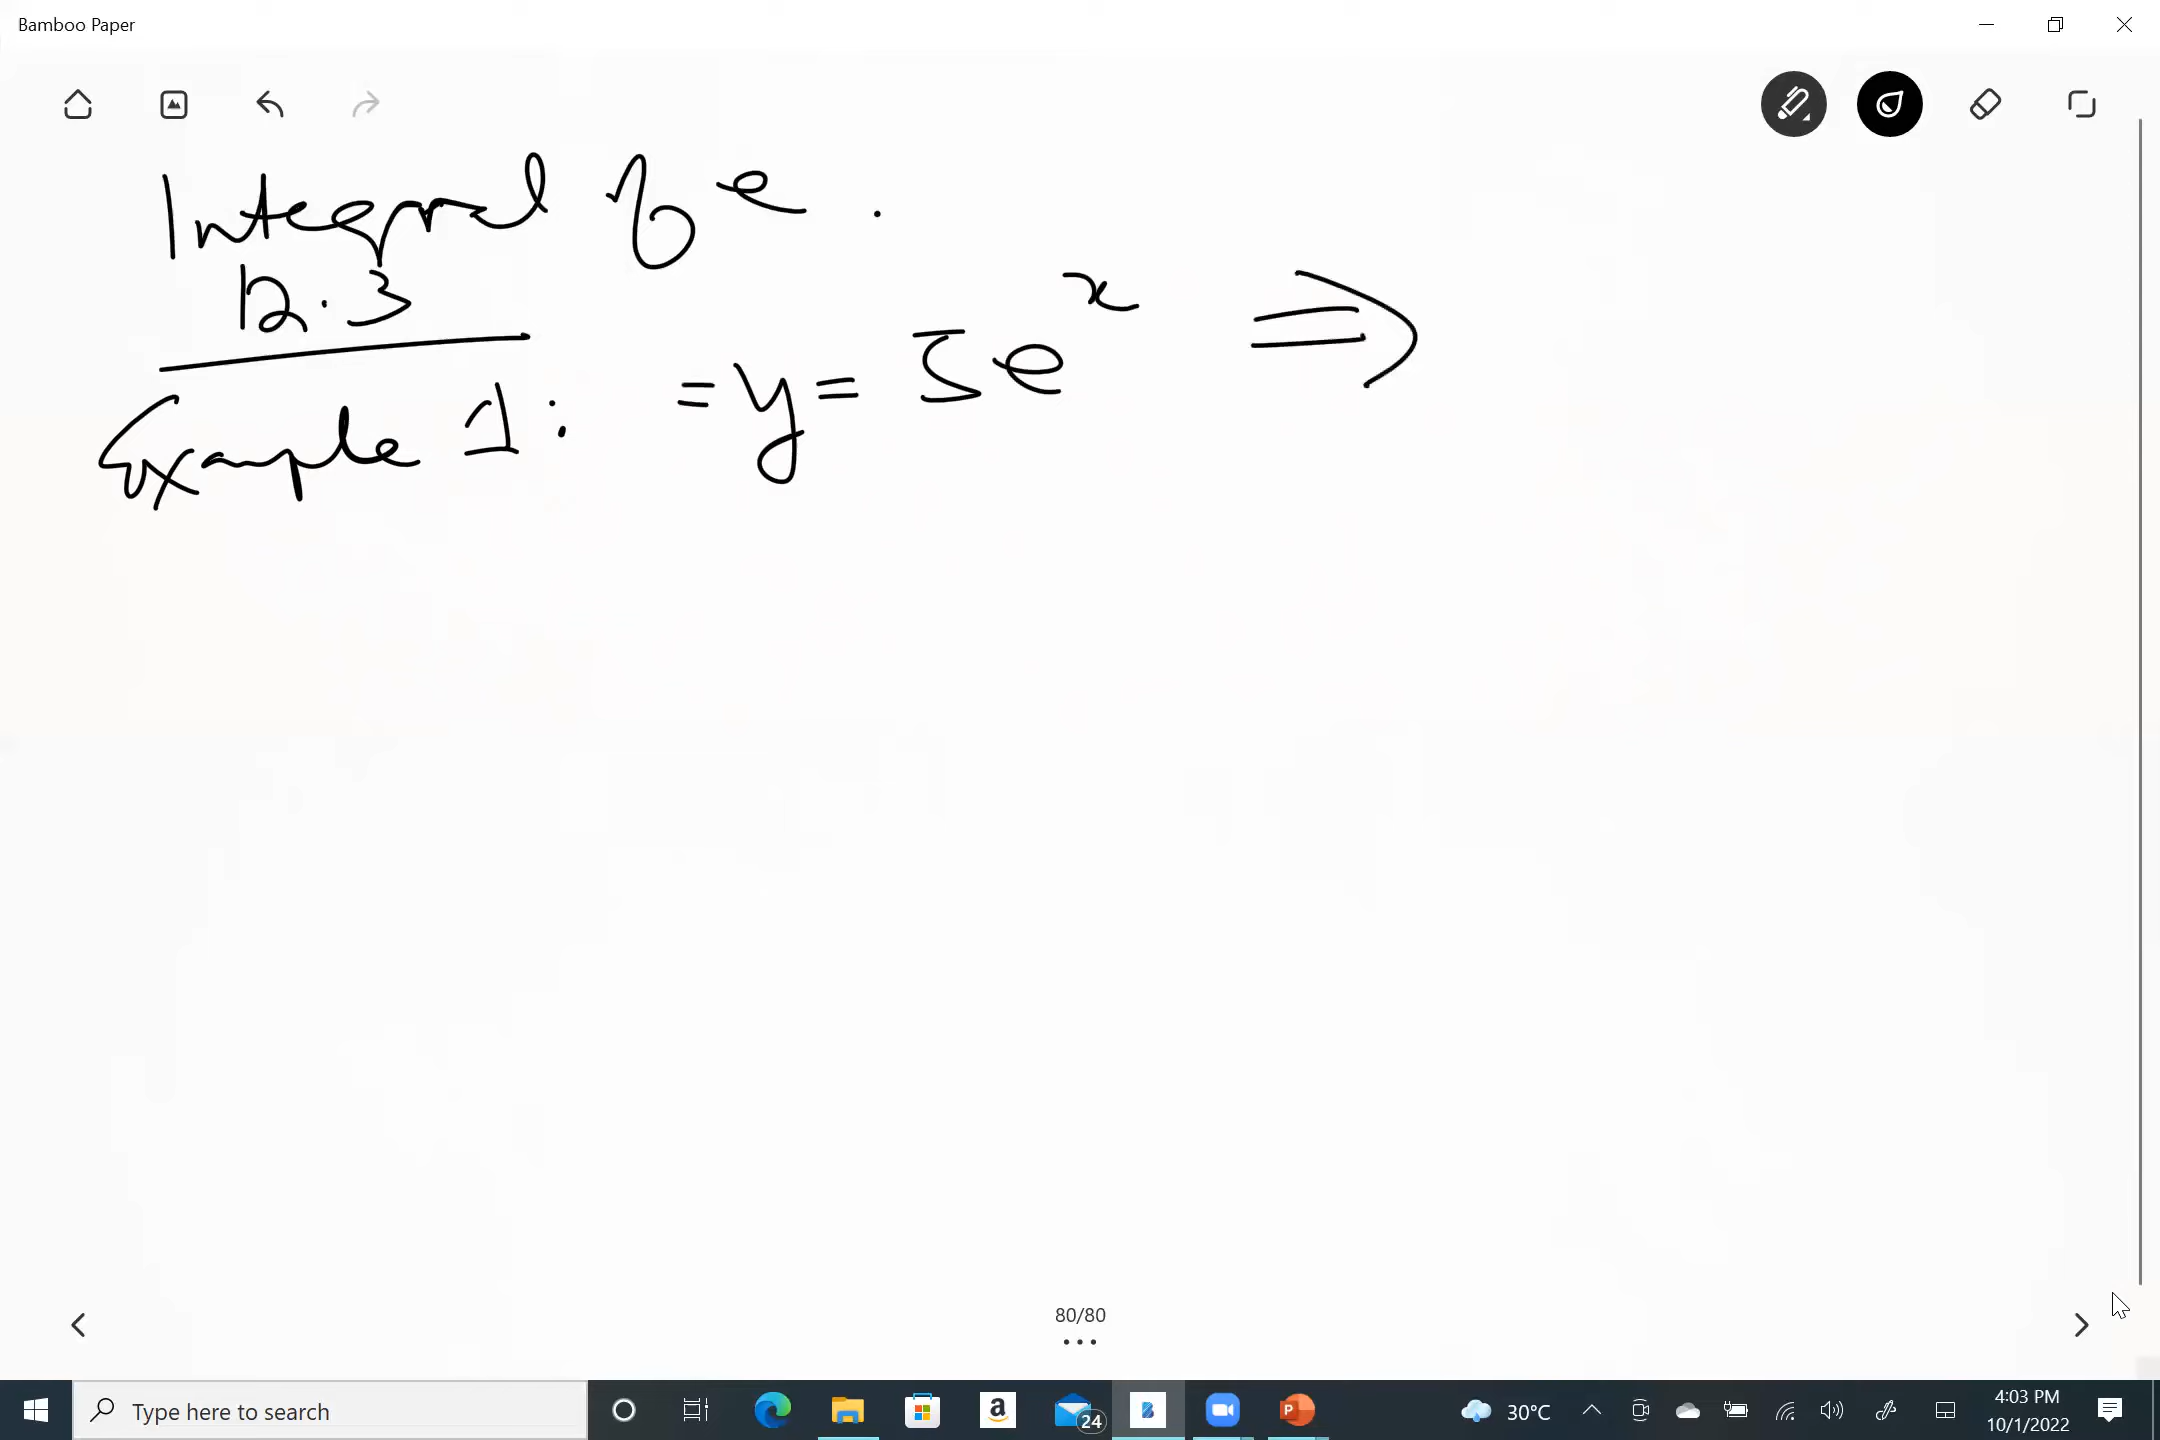 Bamboo Paper
Integral of e.
12.3
Example 1: = y = 5e^x ⇒
80/80
Type here to search
24
30°C
4:03 PM
10/1/2022